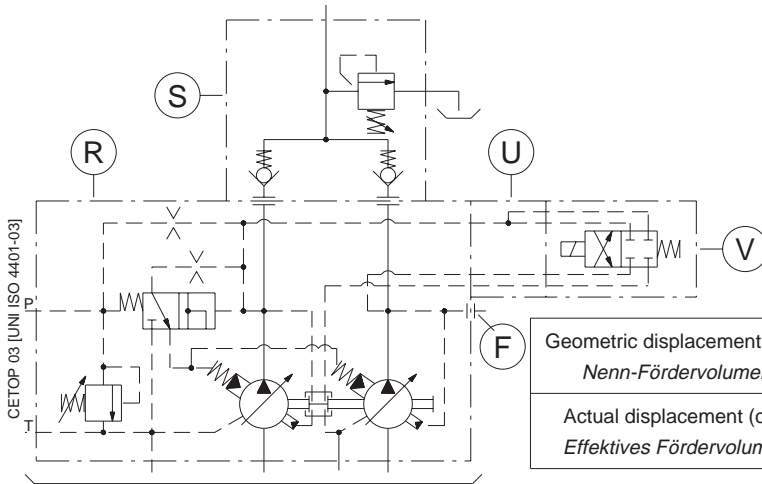 S
R
U
V
F
CETOP 03 [UNI ISO 4401-03]
P
T
Geometric displacement
Nenn-Fördervolume
Actual displacement (
Effektives Fördervolum